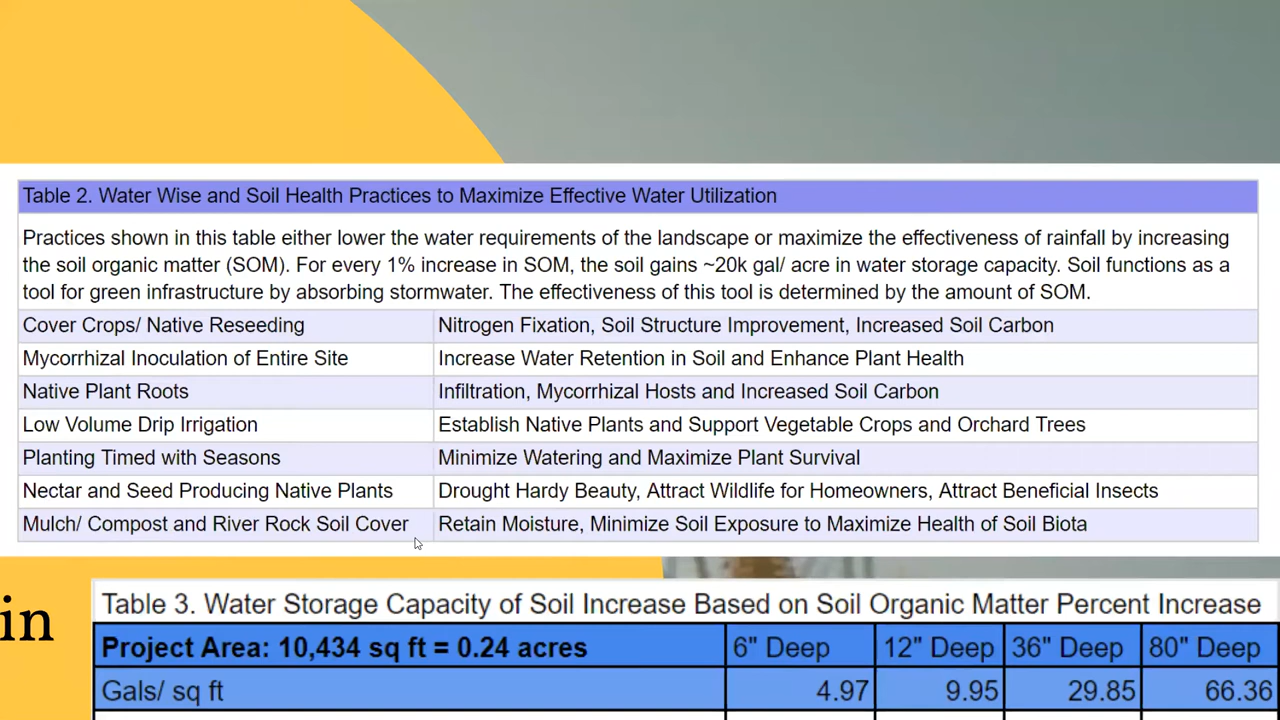 Table 2. Water Wise and Soil Health Practices to Maximize Effective Water Utilization
Practices shown in this table either lower the water requirements of the landscape or maximize the effectiveness of rainfall by increasing
the soil organic matter (SOM). For every 1% increase in SOM, the soil gains ~20k gal/ acre in water storage capacity. Soil functions as a
tool for green infrastructure by absorbing stormwater. The effectiveness of this tool is determined by the amount of SOM.
Cover Crops/ Native Reseeding Nitrogen Fixation, Soil Structure Improvement, Increased Soil Carbon
Mycorrhizal Inoculation of Entire Site Increase Water Retention in Soil and Enhance Plant Health
Native Plant Roots Infiltration, Mycorrhizal Hosts and Increased Soil Carbon
Low Volume Drip Irrigation Establish Native Plants and Support Vegetable Crops and Orchard Trees
Planting Timed with Seasons Minimize Watering and Maximize Plant Survival
Nectar and Seed Producing Native Plants Drought Hardy Beauty, Attract Wildlife for Homeowners, Attract Beneficial Insects
Mulch/ Compost and River Rock Soil Cover Retain Moisture, Minimize Soil Exposure to Maximize Health of Soil Biota
in
Table 3. Water Storage Capacity of Soil Increase Based on Soil Organic Matter Percent Increase
Project Area: 10,434 sq ft = 0.24 acres 6" Deep 12" Deep 36" Deep 80" Deep
Gals/ sq ft 4.97 9.95 29.85 66.36